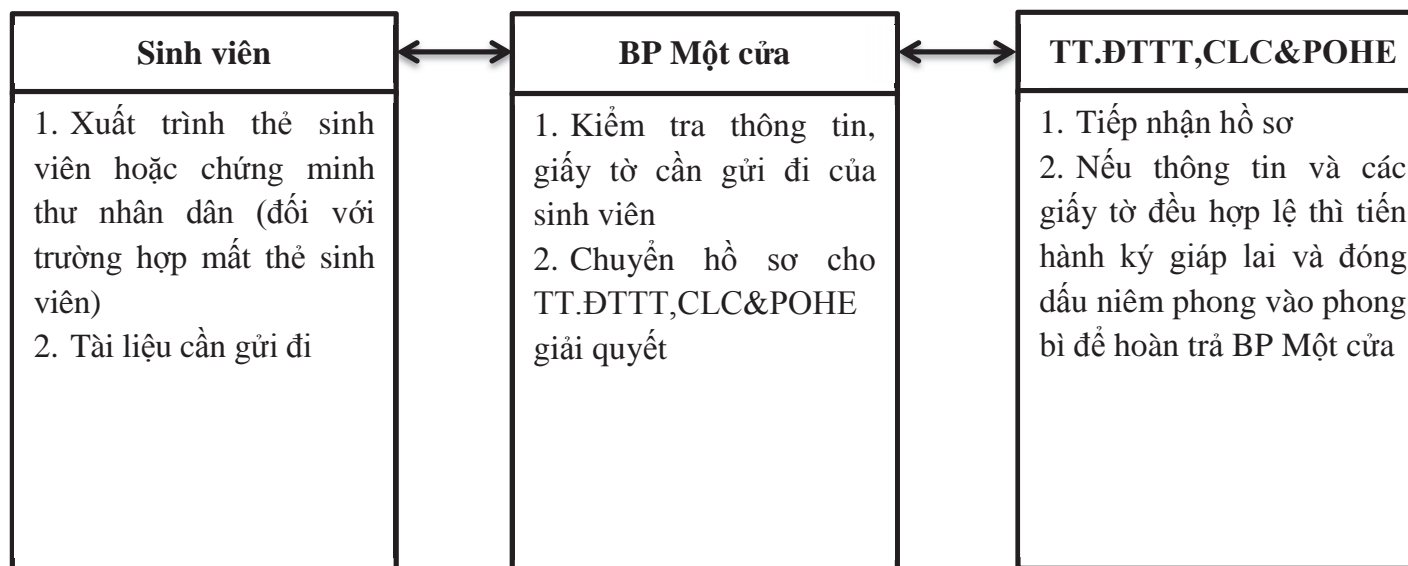 Sinh viên
1. Xuất trình thẻ sinh
viên hoặc chứng minh
thư nhân dân (đối với
trường hợp mất thẻ sinh
viên)
2. Tài liệu cần gửi đi
BP Một cửa
1. Kiểm tra thông tin,
giấy tờ cần gửi đi của
sinh viên
2. Chuyển hồ sơ cho
TT.ĐTTT,CLC&POHE
giải quyết
TT.ĐTTT,CLC&POHE
1. Tiếp nhận hồ sơ
2. Nếu thông tin và các
giấy tờ đều hợp lệ thì tiến
hành ký giáp lai và đóng
dấu niêm phong vào phong
bì để hoàn trả BP Một cửa